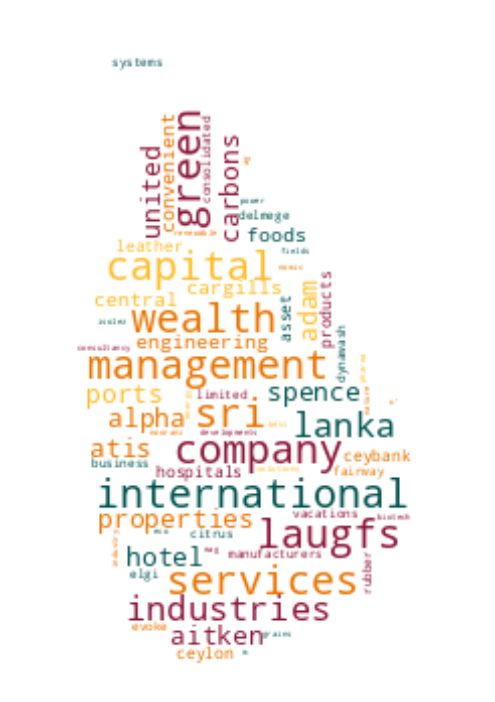 systems
green
united
convenient
consolidated
carbons
power
delmege
foods
renewable
leather
fields
capital
cargills
central
wealth
asset
adam
products
engineering
consultancy
dynawash
management
ports
limited
spence
sri
alpha
lanka
developments
company
atis
business
hospitals
solutions
ceybank
fairway
international
properties
vacations
biotech
laugfs
citrus
hotel
manufacturers
elgi
rubber
services
industries
evoke
aitken
grains
ceylon